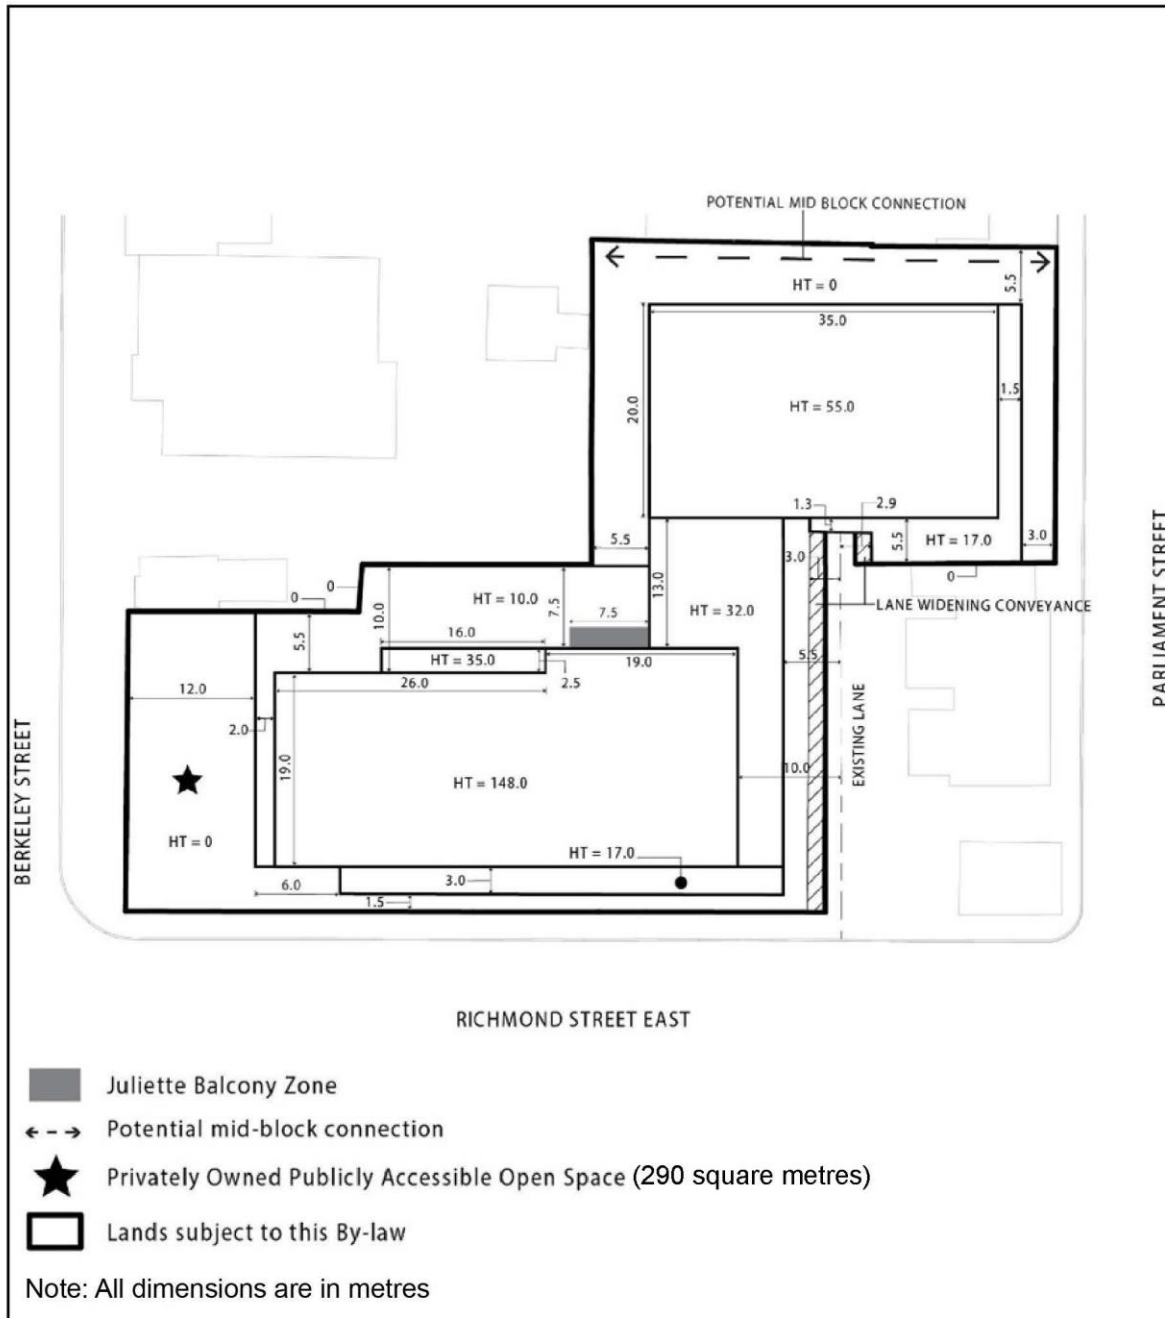 POTENTIAL MID BLOCK CONNECTION
HT = 0
5.5
35.0
20.0
HT = 55.0
1.5
1.3
2.9
5.5
HT = 17.0
3.0
5.5
3.0
0
0
0
HT = 10.0
7.5
10.0
7.5
13.0
HT = 32.0
LANE WIDENING CONVEYANCE
5.5
16.0
HT = 35.0
19.0
2.5
26.0
5.5
12.0
2.0
19.0
HT = 148.0
10.0
EXISTING LANE
HT = 0
HT = 17.0
6.0
3.0
1.5
BERKELEY STREET
PARLIAMENT STREET
RICHMOND STREET EAST
Juliette Balcony Zone
Potential mid-block connection
Privately Owned Publicly Accessible Open Space (290 square metres)
Lands subject to this By-law
Note: All dimensions are in metres